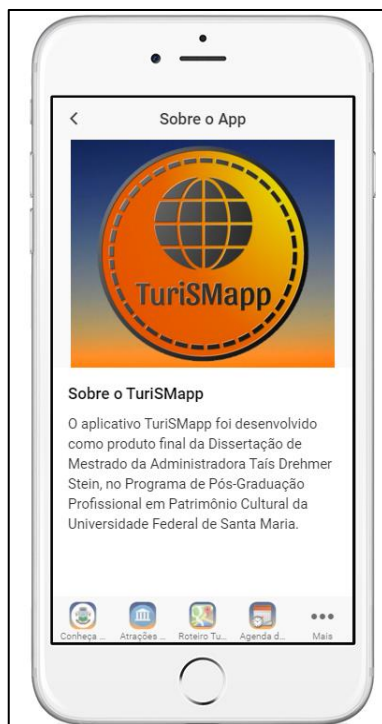 Sobre o App
TuriSMapp
Sobre o TuriSMapp
O aplicativo TuriSMapp foi desenvolvido
como produto final da Dissertação de
Mestrado da Administradora Taís Drehmer
Stein, no Programa de Pós-Graduação
Profissional em Patrimônio Cultural da
Universidade Federal de Santa Maria.
Conheça ... Atrações ... Roteiro Tu... Agenda d... Mais